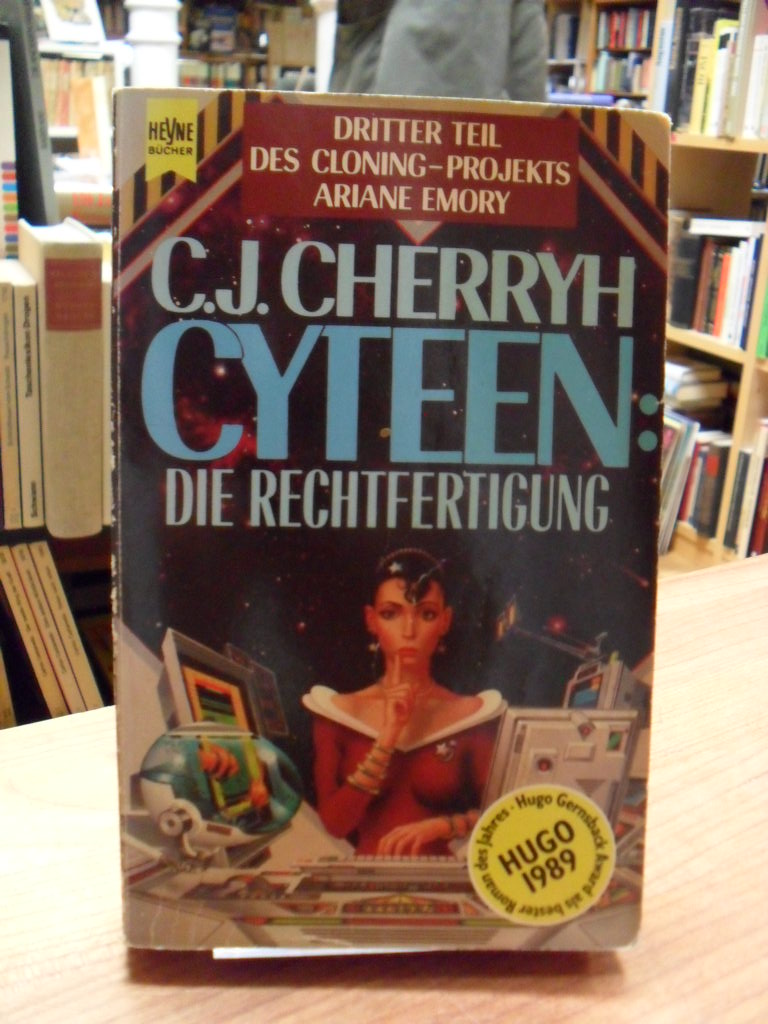 HEYNE
BÜCHER
DRITTER TEIL
DES CLONING-PROJEKTS
ARIANE EMORY
C.J. CHERRYH
CYTEEN:
DIE RECHTFERTIGUNG
Hugo Gernsback Award als bester Roman des Jahres ·
HUGO
1989